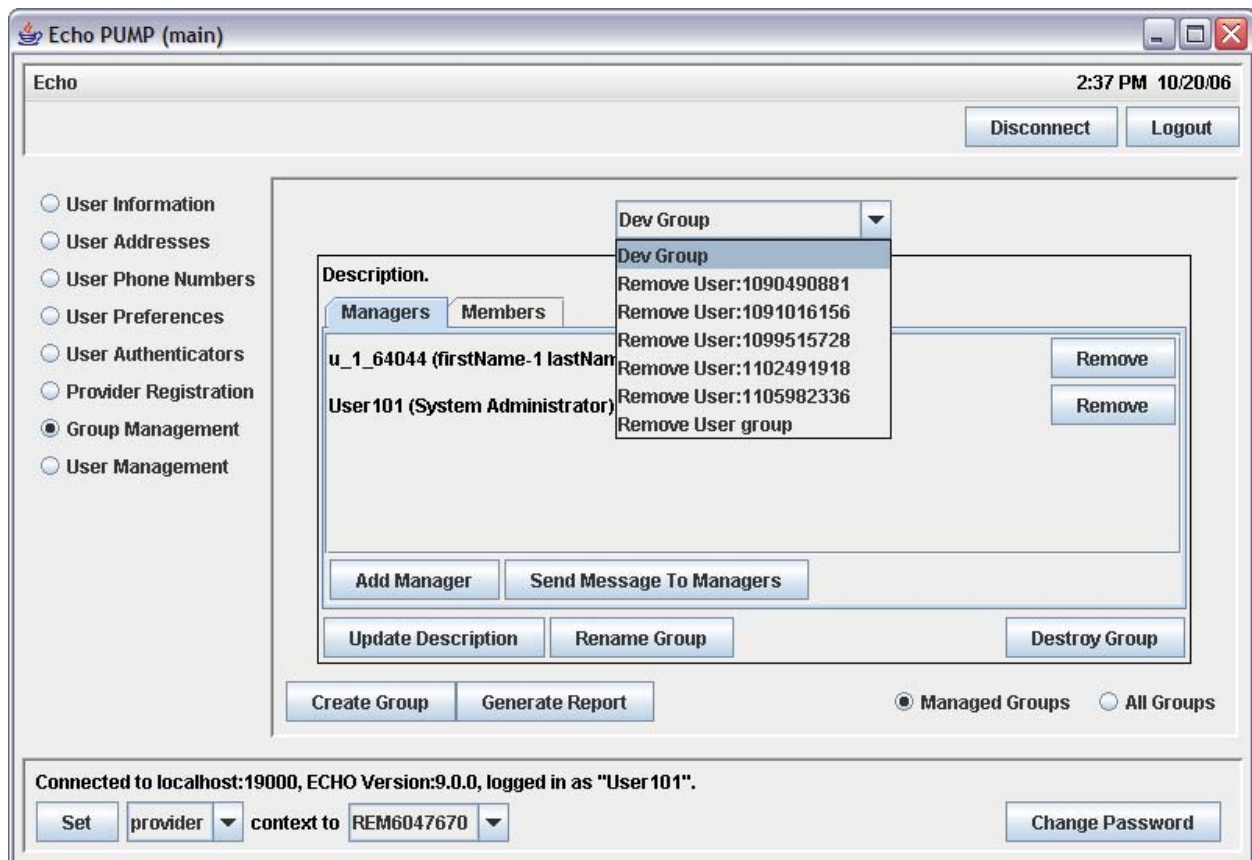 Echo PUMP (main)
Echo
2:37 PM 10/20/06
Disconnect
Logout
User Information
User Addresses
User Phone Numbers
User Preferences
User Authenticators
Provider Registration
Group Management
User Management
Dev Group
Dev Group
Remove User:1090490881
Remove User:1091016156
Remove User:1099515728
Remove User:1102491918
Remove User:1105982336
Remove User group
Description.
Managers
Members
u_1_64044 (firstName-1 lastNam
Remove
User101 (System Administrator)
Remove
Add Manager
Send Message To Managers
Update Description
Rename Group
Destroy Group
Create Group
Generate Report
Managed Groups
All Groups
Connected to localhost:19000, ECHO Version:9.0.0, logged in as "User101".
Set
provider
context to
REM6047670
Change Password